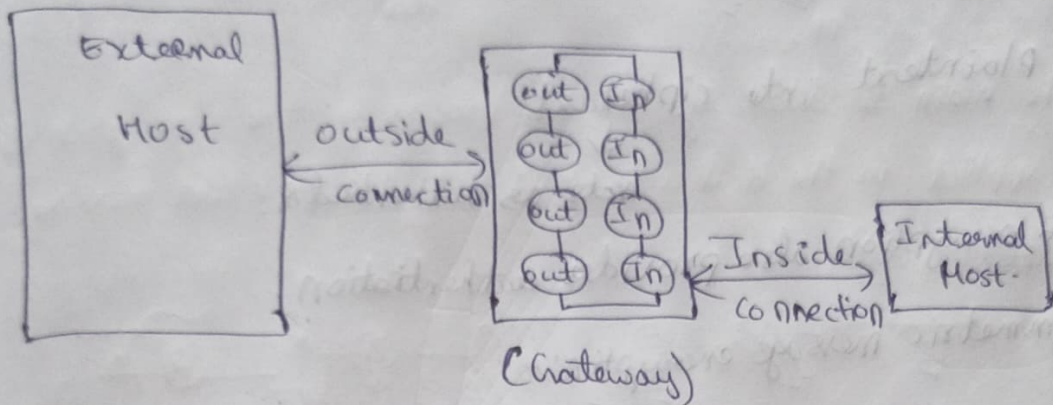 External
Host
outside
connection
out In
out In
out In
out In
Inside
connection
Internal
Host.
(Gateway)